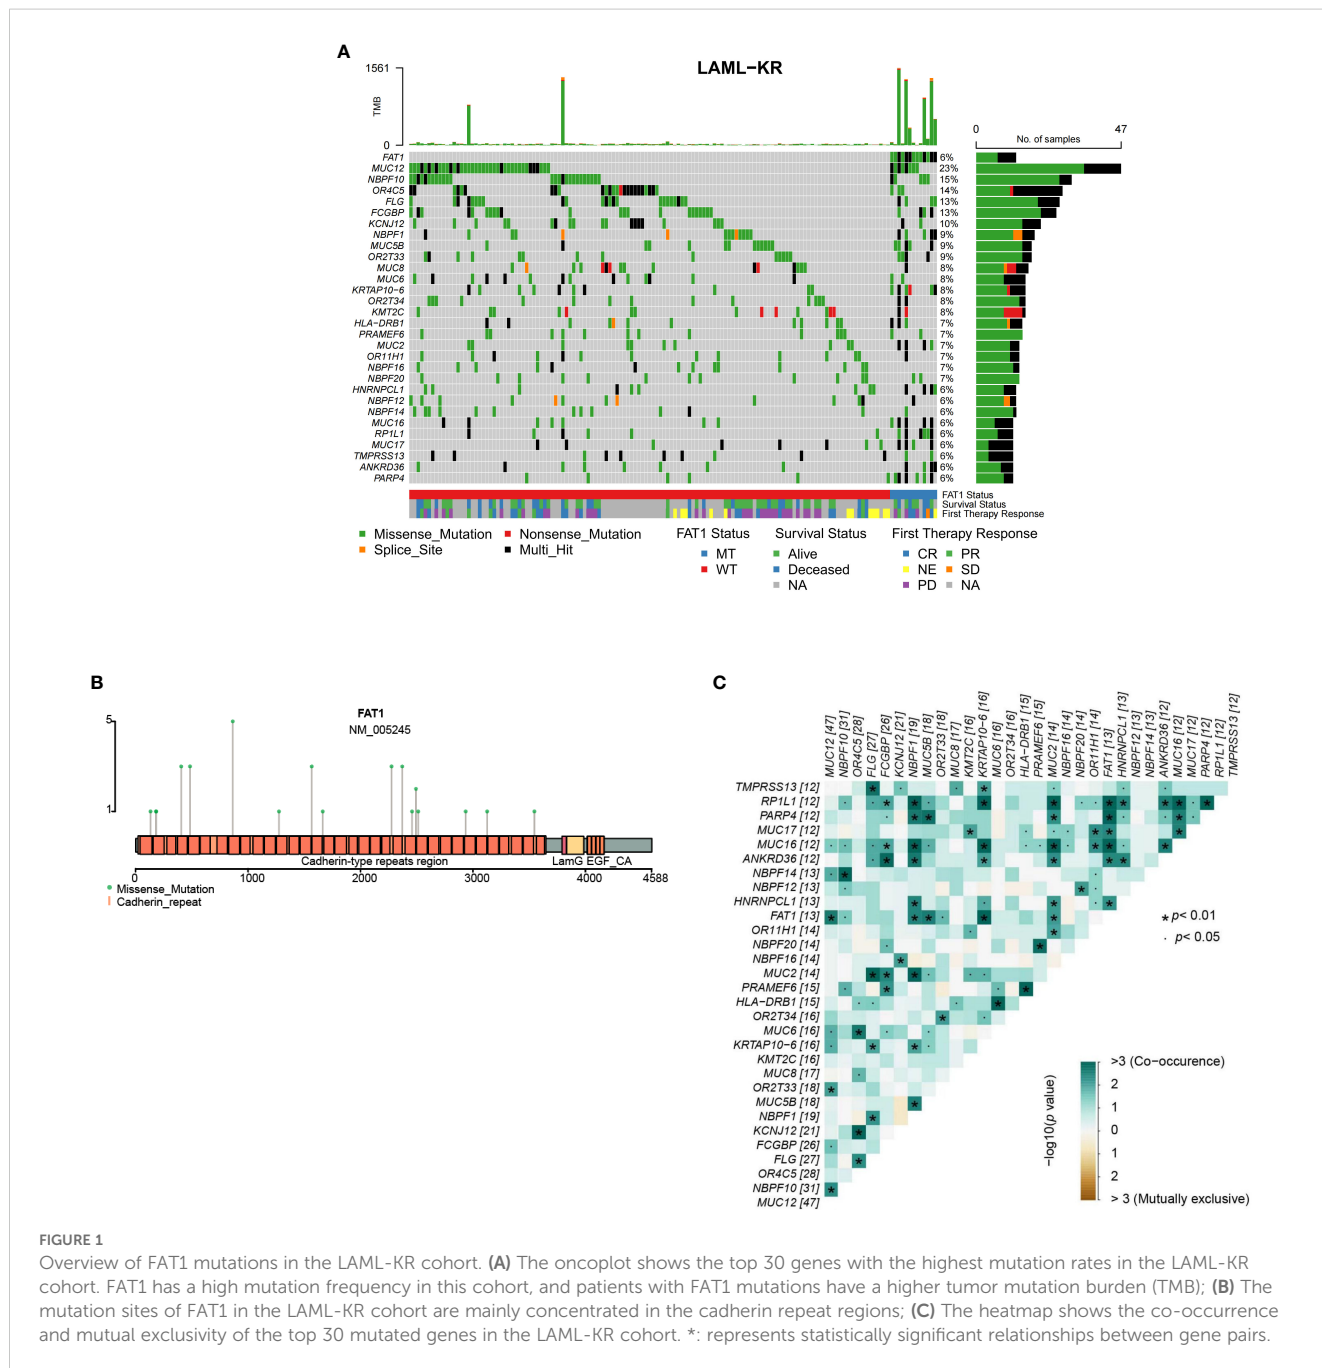 A
LAML-KR
1561
0
TMB
0 47
No. of samples
FAT1 6%
MUC12 23%
NBPF10 15%
OR4C5 14%
FLG 13%
FCGBP 13%
KCNJ12 10%
NBPF1 9%
MUC5B 9%
OR2T33 9%
MUC8 8%
MUC6 8%
KRTAP10-6 8%
OR2T34 8%
KMT2C 8%
HLA-DRB1 7%
PRAMEF6 7%
MUC2 7%
OR11H1 7%
NBPF16 7%
NBPF20 7%
HNRNPCL1 6%
NBPF12 6%
NBPF14 6%
MUC16 6%
RP1L1 6%
MUC17 6%
TMPRSS13 6%
ANKRD36 6%
PARP4 6%
FAT1 Status
Survival Status
First Therapy Response
Missense_Mutation Nonsense_Mutation
Splice_Site Multi_Hit
FAT1 Status
MT
WT
Survival Status
Alive
Deceased
NA
First Therapy Response
CR PR
NE SD
PD NA
B
FAT1
NM_005245
5
1
Cadherin-type repeats region LamG EGF_CA
0 1000 2000 3000 4000 4588
Missense_Mutation
Cadherin_repeat
C
MUC12 [47]
NBPF10 [31]
OR4C5 [28]
FLG [27]
FCGBP [26]
KCNJ12 [21]
NBPF1 [19]
MUC5B [18]
OR2T33 [18]
MUC8 [17]
KMT2C [16]
KRTAP10-6 [16]
MUC6 [16]
OR2T34 [16]
HLA-DRB1 [15]
PRAMEF6 [15]
MUC2 [14]
NBPF16 [14]
NBPF20 [14]
OR11H1 [14]
FAT1 [13]
HNRNPCL1 [13]
NBPF12 [13]
NBPF14 [13]
ANKRD36 [12]
MUC16 [12]
MUC17 [12]
PARP4 [12]
RP1L1 [12]
TMPRSS13 [12]
TMPRSS13 [12]
RP1L1 [12]
PARP4 [12]
MUC17 [12]
MUC16 [12]
ANKRD36 [12]
NBPF14 [13]
NBPF12 [13]
HNRNPCL1 [13]
FAT1 [13]
OR11H1 [14]
NBPF20 [14]
NBPF16 [14]
MUC2 [14]
PRAMEF6 [15]
HLA-DRB1 [15]
OR2T34 [16]
MUC6 [16]
KRTAP10-6 [16]
KMT2C [16]
MUC8 [17]
OR2T33 [18]
MUC5B [18]
NBPF1 [19]
KCNJ12 [21]
FCGBP [26]
FLG [27]
OR4C5 [28]
NBPF10 [31]
MUC12 [47]
* p< 0.01
· p< 0.05
-log10(p value)
>3 (Co-occurence)
2
1
0
1
2
> 3 (Mutually exclusive)
FIGURE 1
Overview of FAT1 mutations in the LAML-KR cohort. (A) The oncoplot shows the top 30 genes with the highest mutation rates in the LAML-KR
cohort. FAT1 has a high mutation frequency in this cohort, and patients with FAT1 mutations have a higher tumor mutation burden (TMB); (B) The
mutation sites of FAT1 in the LAML-KR cohort are mainly concentrated in the cadherin repeat regions; (C) The heatmap shows the co-occurrence
and mutual exclusivity of the top 30 mutated genes in the LAML-KR cohort. *: represents statistically significant relationships between gene pairs.